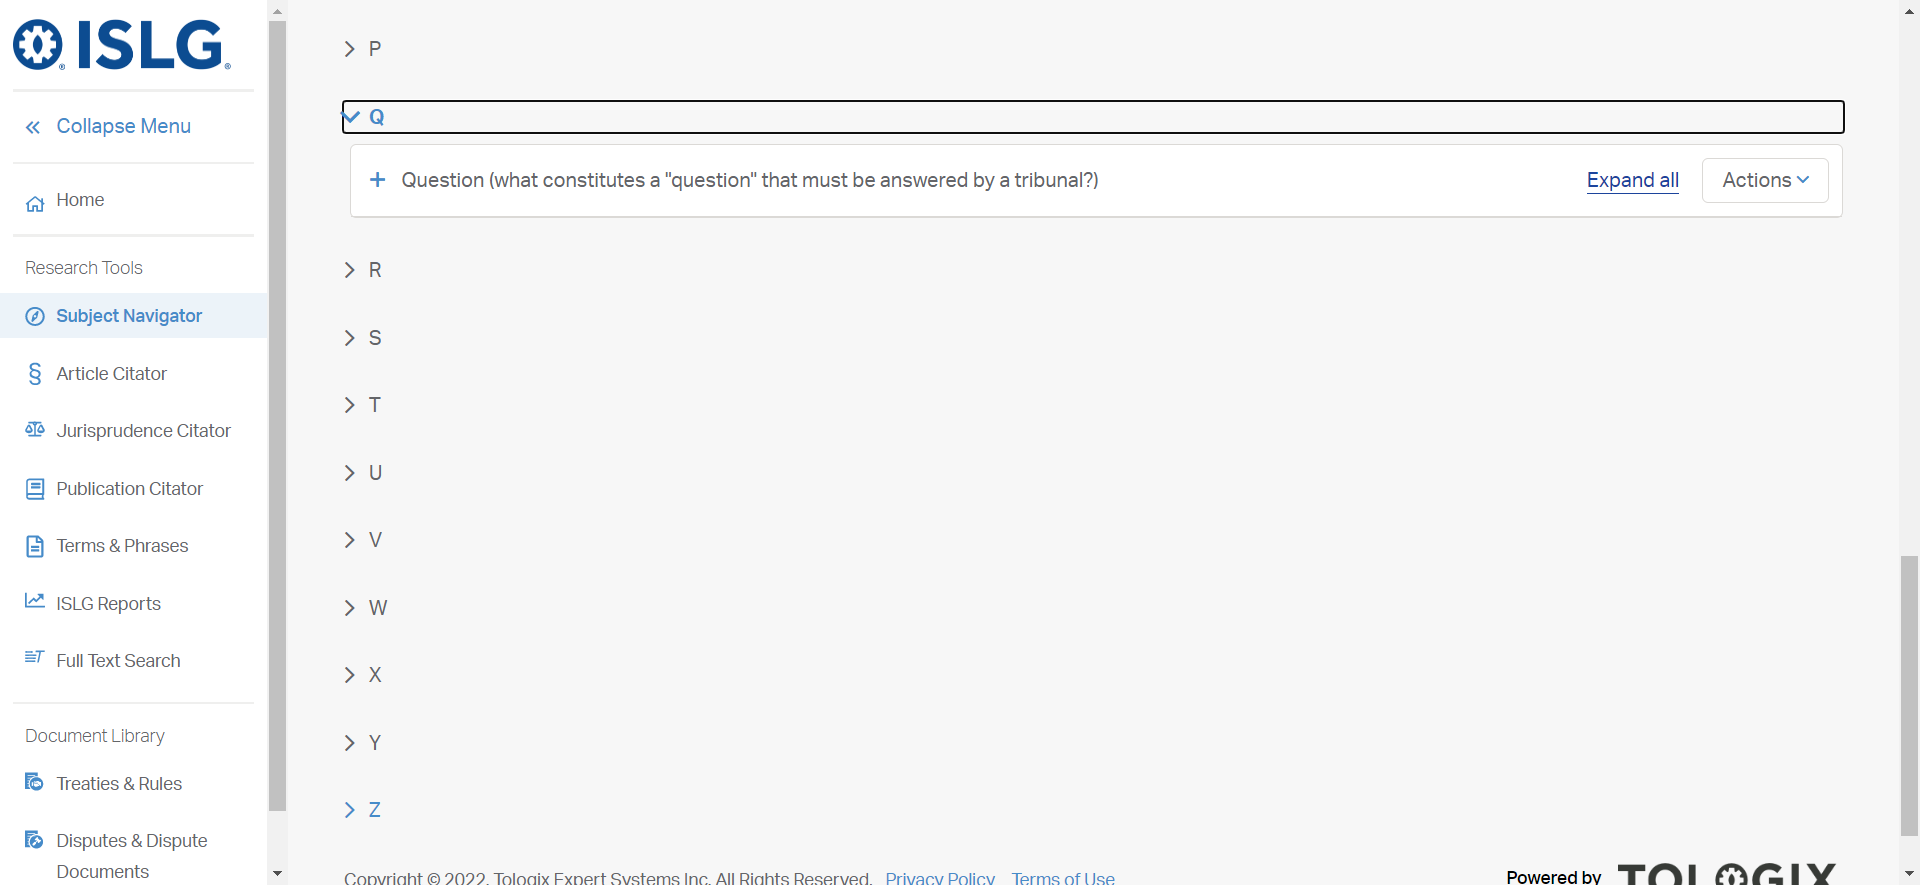 ISLG
Collapse Menu
Home
Research Tools
Subject Navigator
Article Citator
Jurisprudence Citator
Publication Citator
Terms & Phrases
ISLG Reports
Full Text Search
Document Library
Treaties & Rules
Disputes & Dispute
Documents
P
Q
Question (what constitutes a "question" that must be answered by a tribunal?) Expand all Actions
R
S
T
U
V
W
X
Y
Z
Copyright © 2022, Tologix Expert Systems Inc. All Rights Reserved. Privacy Policy Terms of Use Powered by TOLOGIX